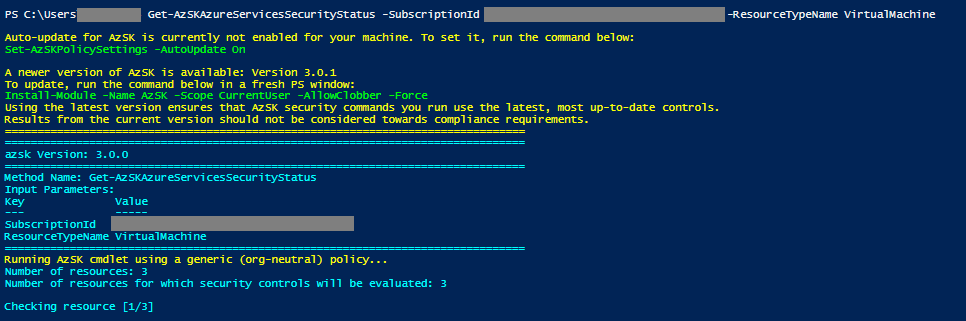 PS C:\Users Get-AzSKAzureServicesSecurityStatus -SubscriptionId -ResourceTypeName VirtualMachine
Auto-update for AzSK is currently not enabled for your machine. To set it, run the command below:
Set-AzSKPolicySettings -AutoUpdate On
A newer version of AzSK is available: Version 3.0.1
To update, run the command below in a fresh PS window:
Install-Module -Name AzSK -Scope CurrentUser -AllowClobber -Force
Using the latest version ensures that AzSK security commands you run use the latest, most up-to-date controls.
Results from the current version should not be considered towards compliance requirements.
================================================================================
================================================================================
azsk Version: 3.0.0
================================================================================
Method Name: Get-AzSKAzureServicesSecurityStatus
Input Parameters:
Key Value
--- -----
SubscriptionId
ResourceTypeName VirtualMachine
================================================================================
Running AzSK cmdlet using a generic (org-neutral) policy...
Number of resources: 3
Number of resources for which security controls will be evaluated: 3
Checking resource [1/3]